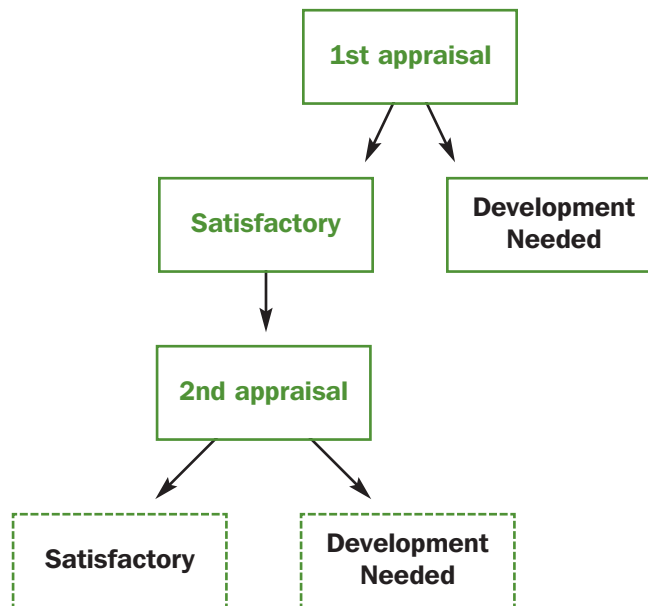 1st appraisal
Satisfactory
Development
Needed
2nd appraisal
Satisfactory
Development
Needed